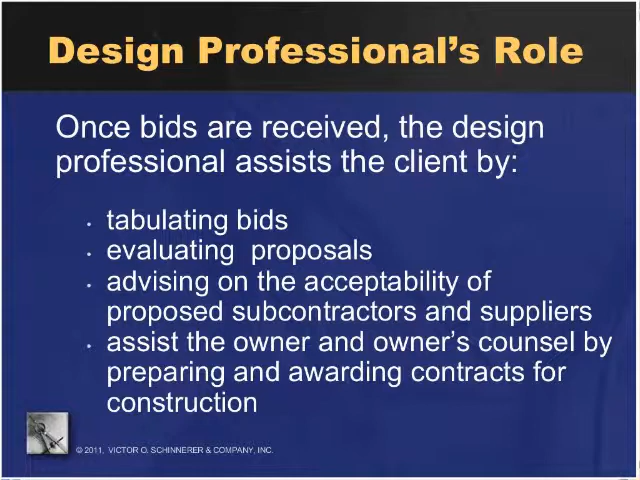 Design Professional’s Role
Once bids are received, the design
professional assists the client by:
• tabulating bids
• evaluating proposals
• advising on the acceptability of
proposed subcontractors and suppliers
• assist the owner and owner’s counsel by
preparing and awarding contracts for
construction
© 2011, VICTOR O. SCHINNERER & COMPANY, INC.